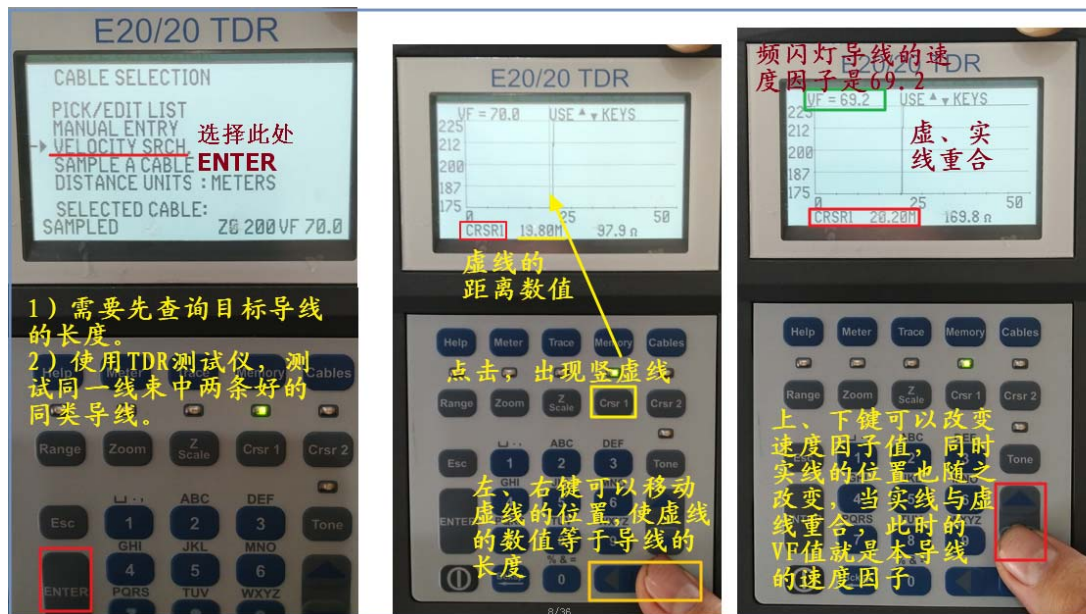 E20/20 TDR
CABLE SELECTION
PICK/EDIT LIST
MANUAL ENTRY
VELOCITY SRCH.
SAMPLE A CABLE
DISTANCE UNITS : METERS
SELECTED CABLE:
SAMPLED Z0 200 VF 70.0
选择此处
ENTER
1）需要先查询目标导线
的长度。
2）使用TDR测试仪，测
试同一线束中两条好的
同类导线。
Help Memory Cables
Range Zoom Z Scale Crsr 1 Crsr 2
ABC DEF
Esc 1 2 3 Tone
GHI JKL MNO
ENTER 4 5 6
PQRS TUV WXYZ
E20/20 TDR
VF = 70.0 USE ▲▼ KEYS
225
212
200
187
175
0 25 50
CRSR1 19.80M 97.9 Ω
虚线的
距离数值
Help Meter Trace Memory Cables
点击，出现竖虚线
Range Zoom Z Scale Crsr 1 Crsr 2
ABC DEF
Esc 1 2 3 Tone
GHI
左、右键可以移动
虚线的位置，使虚线
的数值等于导线的
长度
% & =
0
8/36
E20/20 TDR
频闪灯导线的速
度因子是69.2
VF = 69.2 USE ▲▼ KEYS
225
212
200
187
175
0 25 50
CRSR1 20.20M 169.8 Ω
虚、实
线重合
Help Meter Trace Memory Cables
Range Zoom Z Scale Crsr 1 Crsr 2
上、下键可以改变
速度因子值，同时
实线的位置也随之
改变，当实线与虚
线重合，此时的
VF值就是本导线
的速度因子
Tone